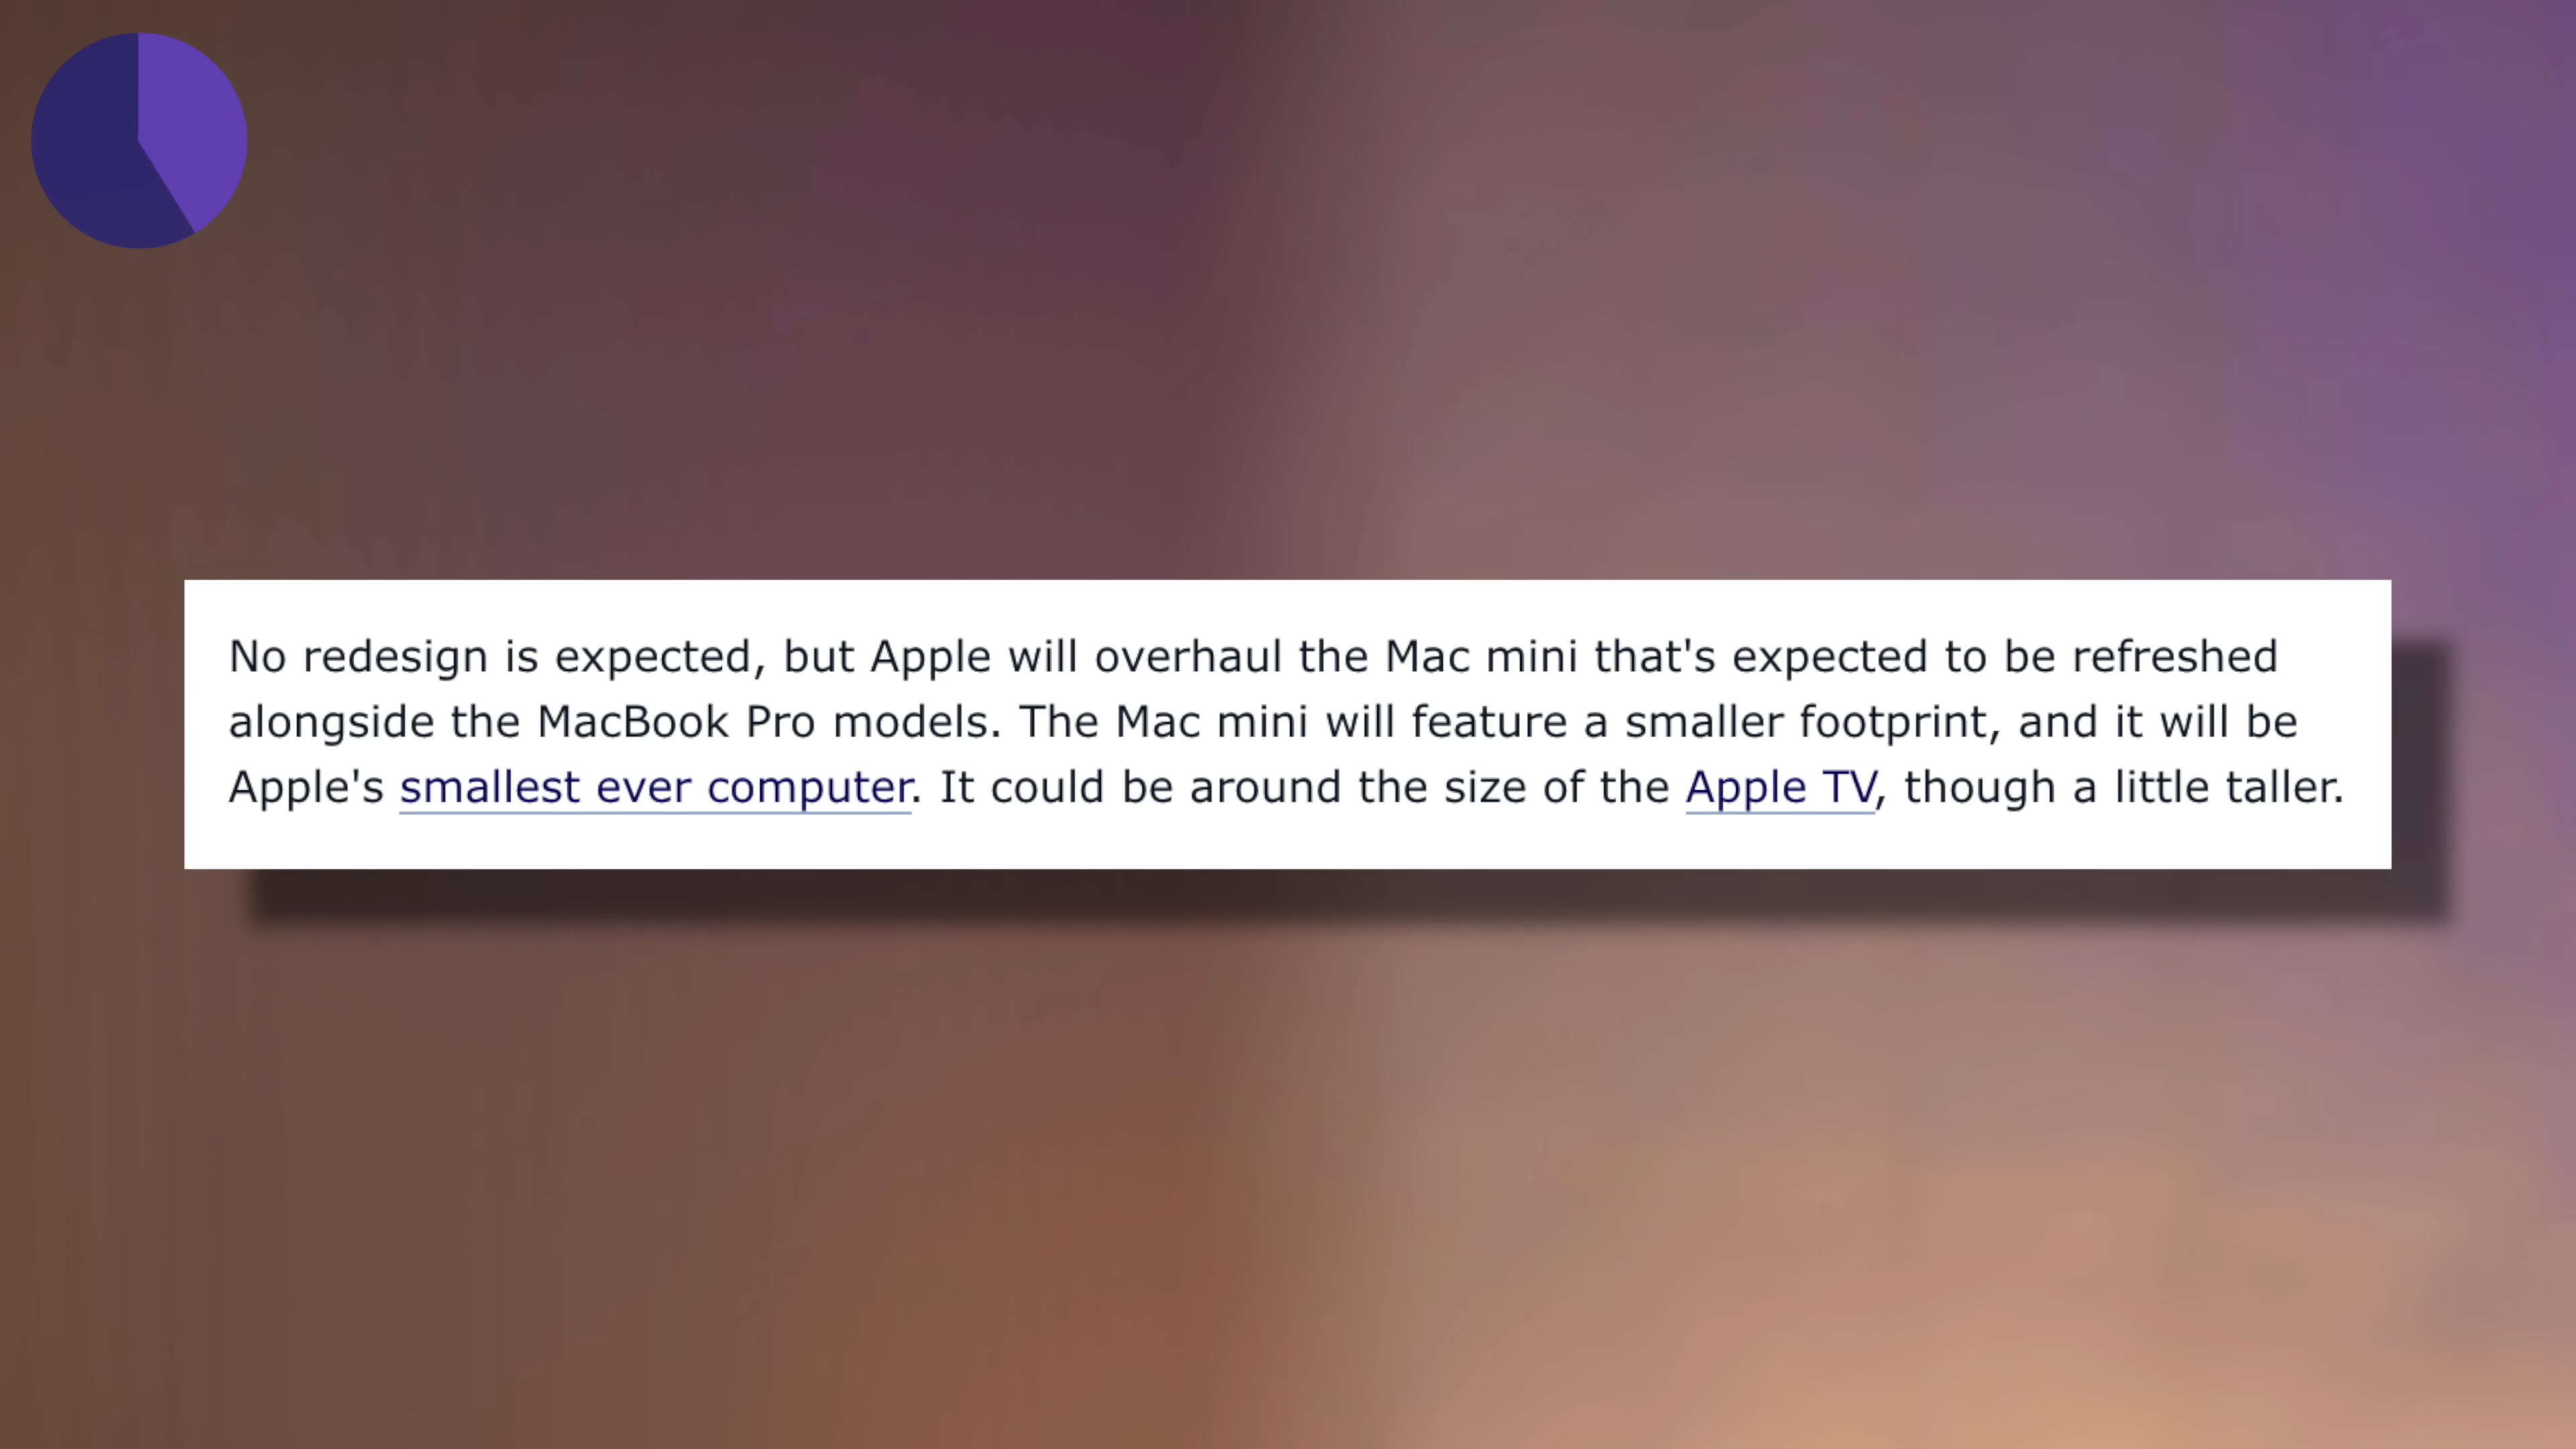 No redesign is expected, but Apple will overhaul the Mac mini that's expected to be refreshed
alongside the MacBook Pro models. The Mac mini will feature a smaller footprint, and it will be
Apple's smallest ever computer. It could be around the size of the Apple TV, though a little taller.